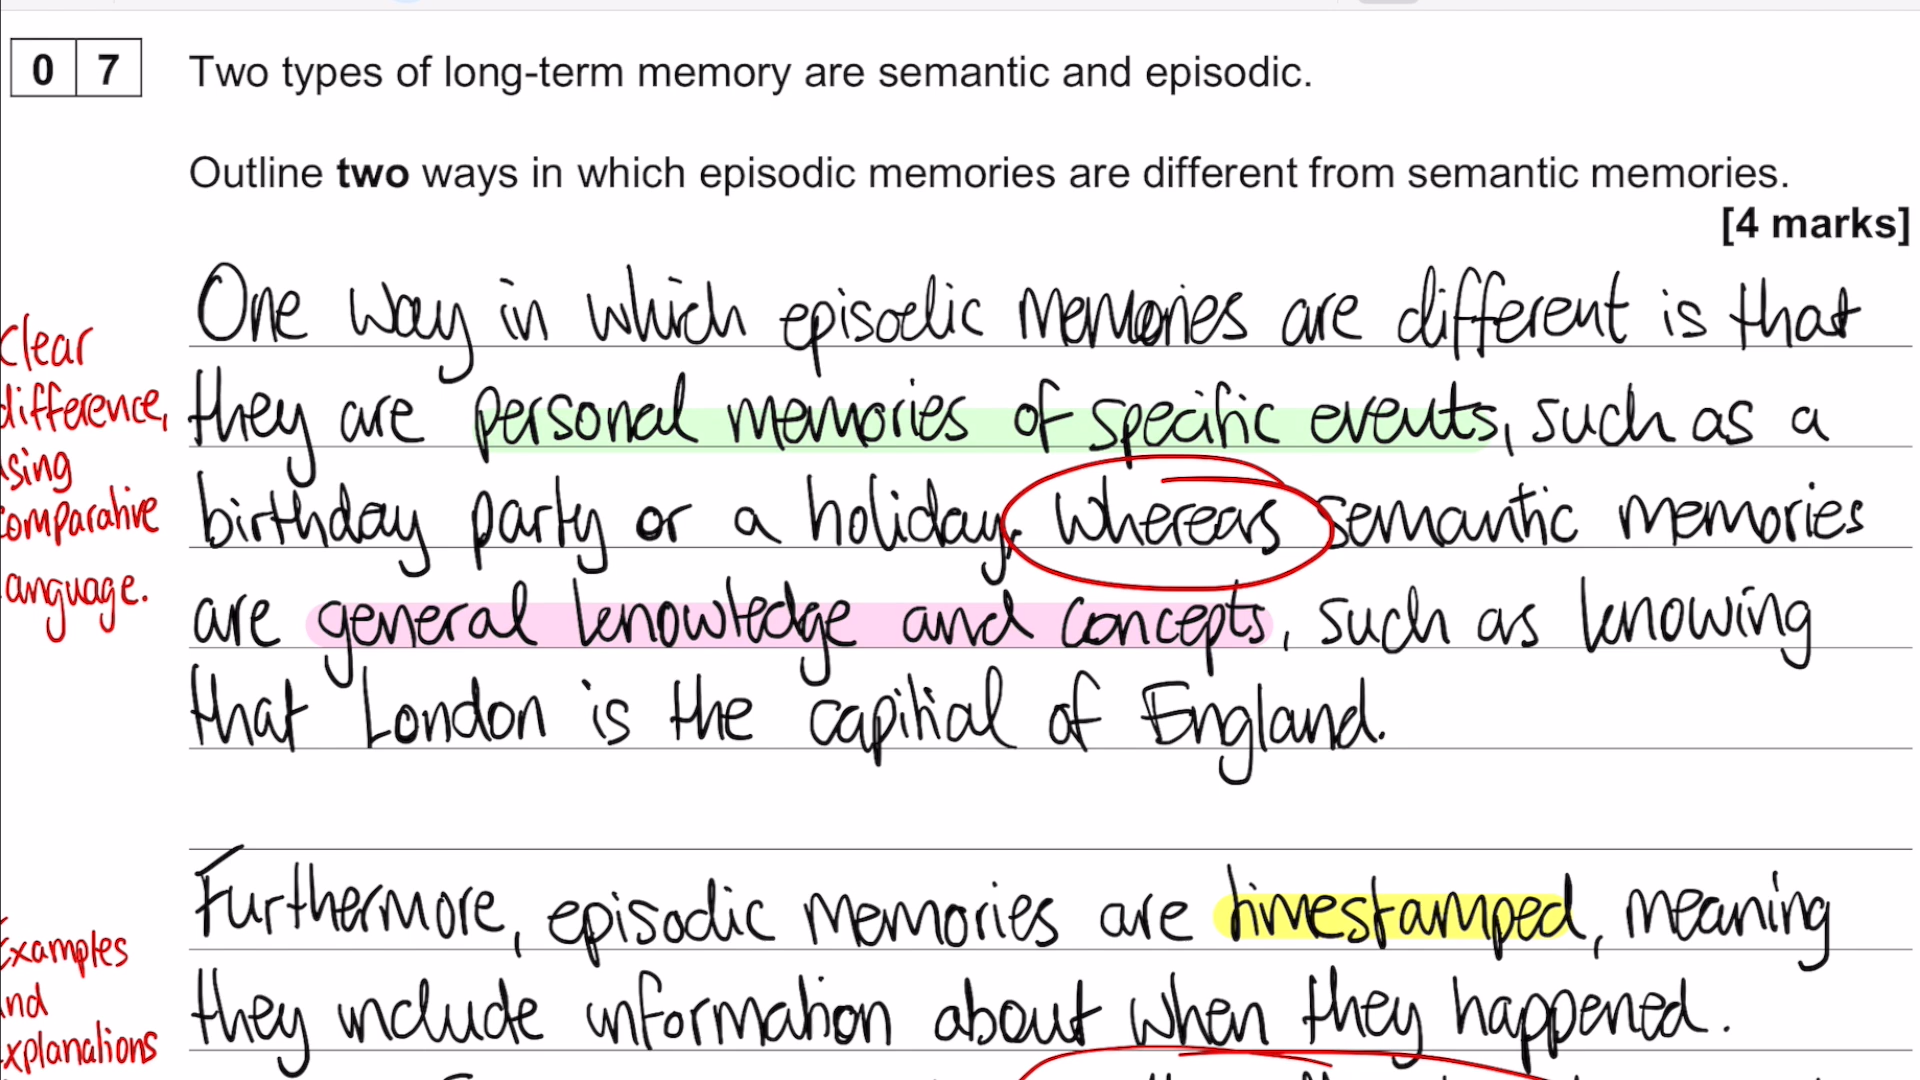 0 7 Two types of long-term memory are semantic and episodic.
Outline two ways in which episodic memories are different from semantic memories.
[4 marks]
One way in which episodic memories are different is that
they are personal memories of specific events, such as a
birthday party or a holiday, whereas semantic memories
are general knowledge and concepts, such as knowing
that London is the capitial of England.
Furthermore, episodic memories are timestamped, meaning
they include information about when they happened.
Clear
difference,
using
comparative
language.
Examples
and
explanations